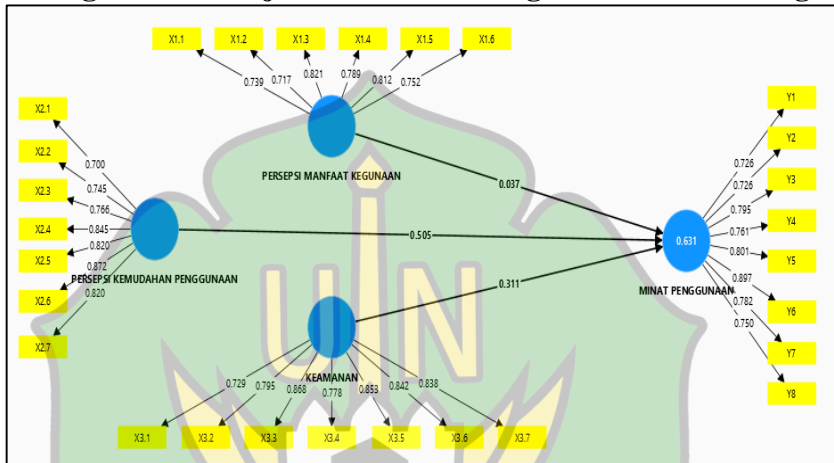 X1.1 X1.2 X1.3 X1.4 X1.5 X1.6
0.739 0.717 0.821 0.789 0.812 0.752
PERSEPSI MANFAAT KEGUNAAN
X2.1
X2.2
X2.3
X2.4
X2.5
X2.6
X2.7
0.700
0.745
0.766
0.845
0.820
0.872
0.820
PERSEPSI KEMUDAHAN PENGGUNAAN
0.037
0.505
0.311
0.631
MINAT PENGGUNAAN
0.726
0.726
0.795
0.761
0.801
0.897
0.782
0.750
Y1
Y2
Y3
Y4
Y5
Y6
Y7
Y8
UIN
KEAMANAN
0.729 0.795 0.868 0.778 0.853 0.842 0.838
X3.1 X3.2 X3.3 X3.4 X3.5 X3.6 X3.7